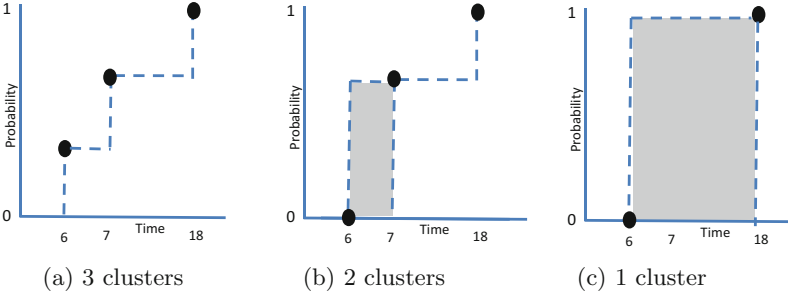 1
Probability
0
6
7
Time
18
(a) 3 clusters
1
Probability
0
6
7
Time
18
(b) 2 clusters
1
Probability
0
6
7
Time
18
(c) 1 cluster